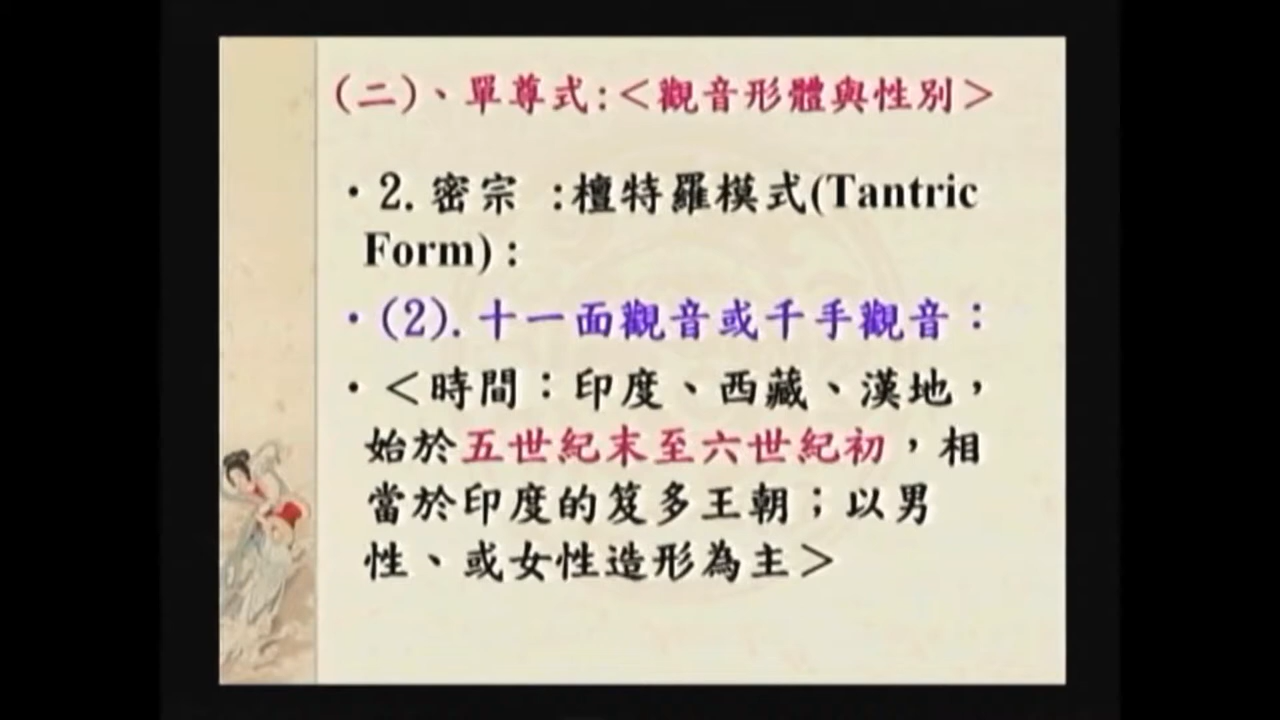 (二)、單尊式:＜觀音形體與性別＞
・2.密宗 :檀特羅模式(Tantric
Form) :
・(2).十一面觀音或千手觀音：
・＜時間：印度、西藏、漢地，
始於五世紀末至六世紀初，相
當於印度的笈多王朝；以男
性、或女性造形為主＞